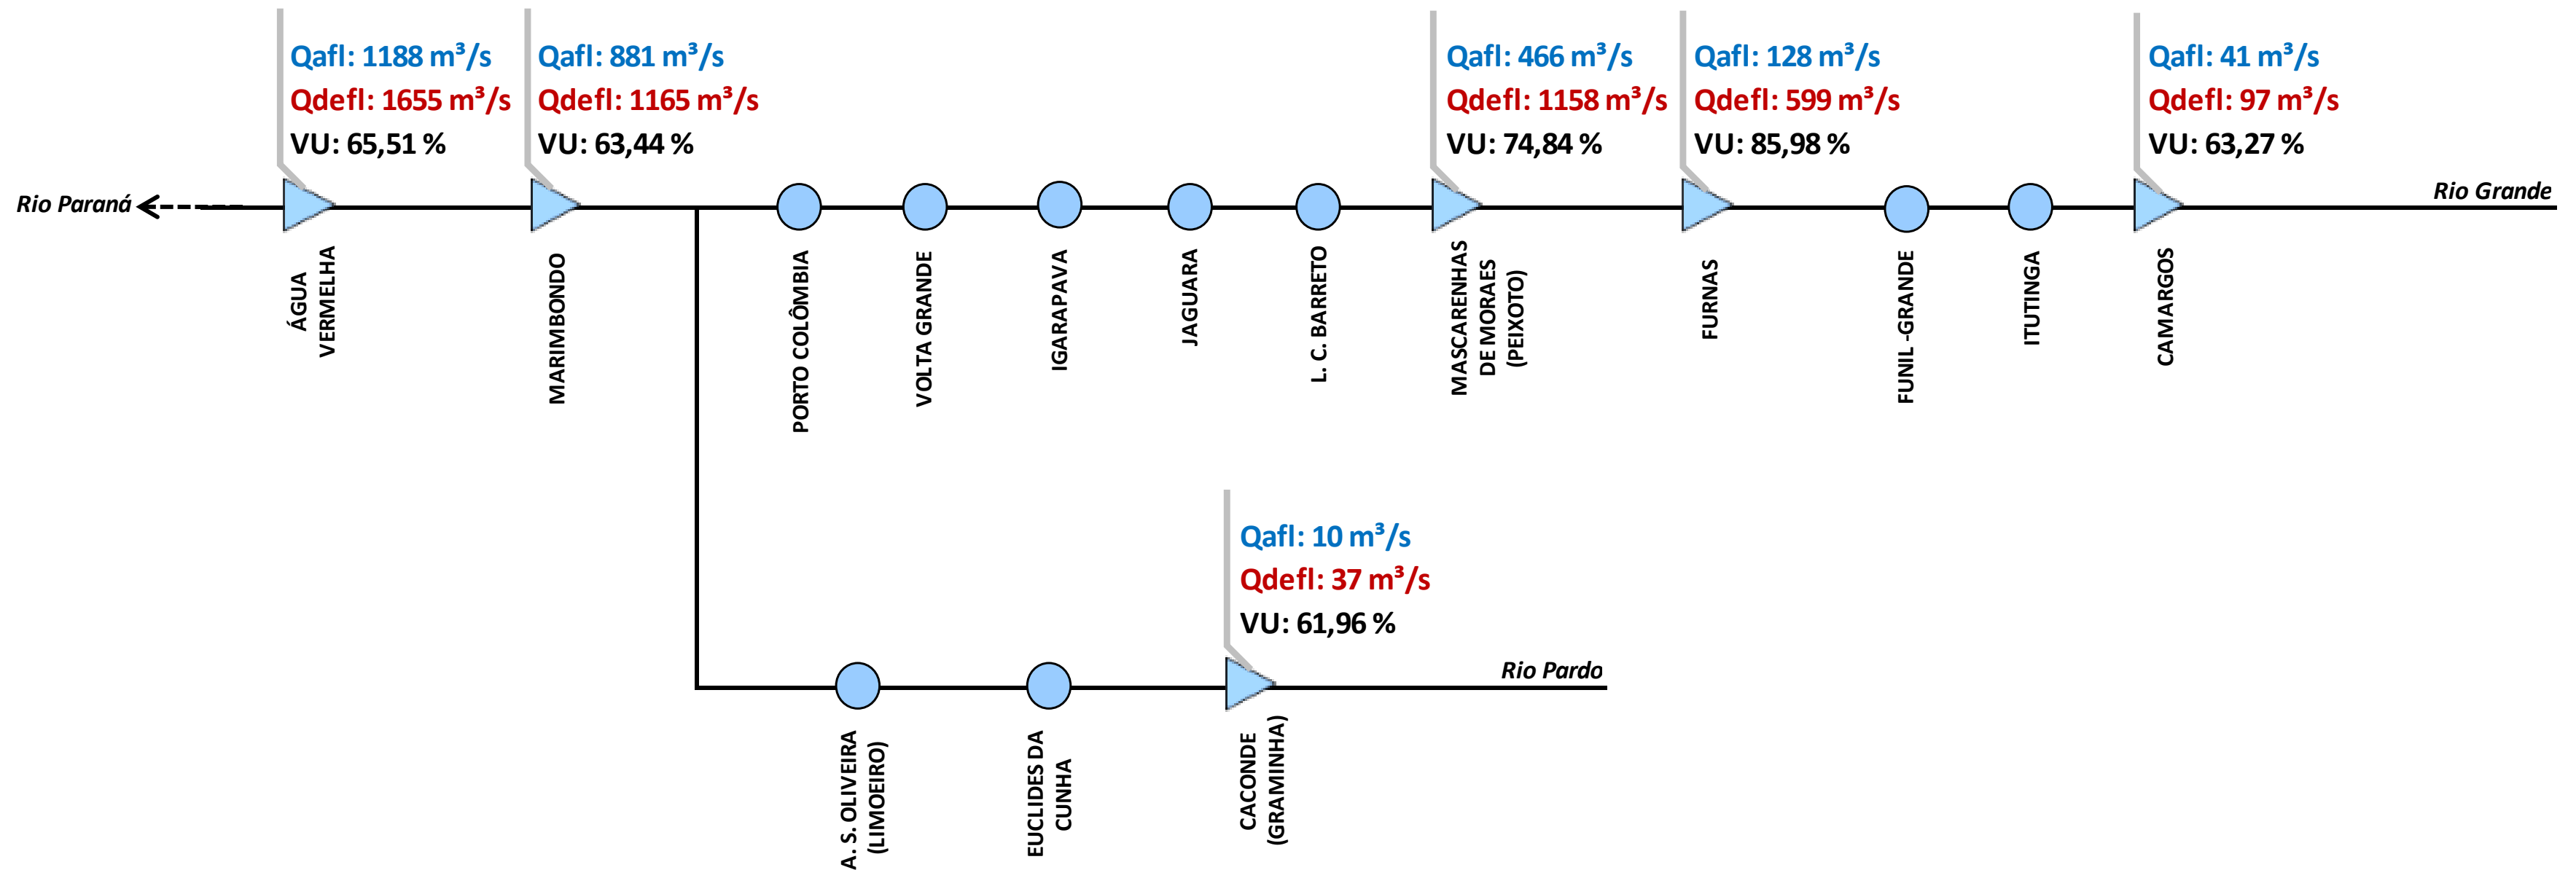 Qafl: 1188 m³/s
Qdefl: 1655 m³/s
VU: 65,51 %
Qafl: 881 m³/s
Qdefl: 1165 m³/s
VU: 63,44 %
Qafl: 466 m³/s
Qdefl: 1158 m³/s
VU: 74,84 %
Qafl: 128 m³/s
Qdefl: 599 m³/s
VU: 85,98 %
Qafl: 41 m³/s
Qdefl: 97 m³/s
VU: 63,27 %
Rio Paraná
Rio Grande
ÁGUA
VERMELHA
MARIMBONDO
PORTO COLÔMBIA
VOLTA GRANDE
IGARAPAVA
JAGUARA
L. C. BARRETO
MASCARENHAS
DE MORAES
(PEIXOTO)
FURNAS
FUNIL -GRANDE
ITUTINGA
CAMARGOS
Qafl: 10 m³/s
Qdefl: 37 m³/s
VU: 61,96 %
Rio Pardo
A. S. OLIVEIRA
(LIMOEIRO)
EUCLIDES DA
CUNHA
CACONDE
(GRAMINHA)